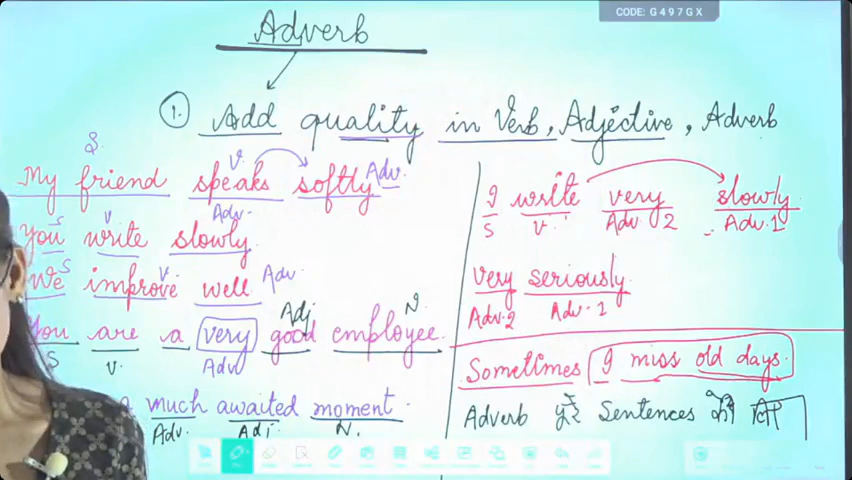 CODE: G497GX
Adverb
1. Add quality in Verb, Adjective, Adverb
S.
V.
My friend speaks softly Adv.
Adv.
S V
You write slowly
S V
We improve well Adv
Adj. N
You are a very good employee.
S V. Adv
much awaited moment
Adv. Adj. N.
I write very slowly
S V. Adv 2 Adv.1
very seriously
Adv.2 Adv.1
Sometimes I miss old days.
Adverb पूरे Sentences को